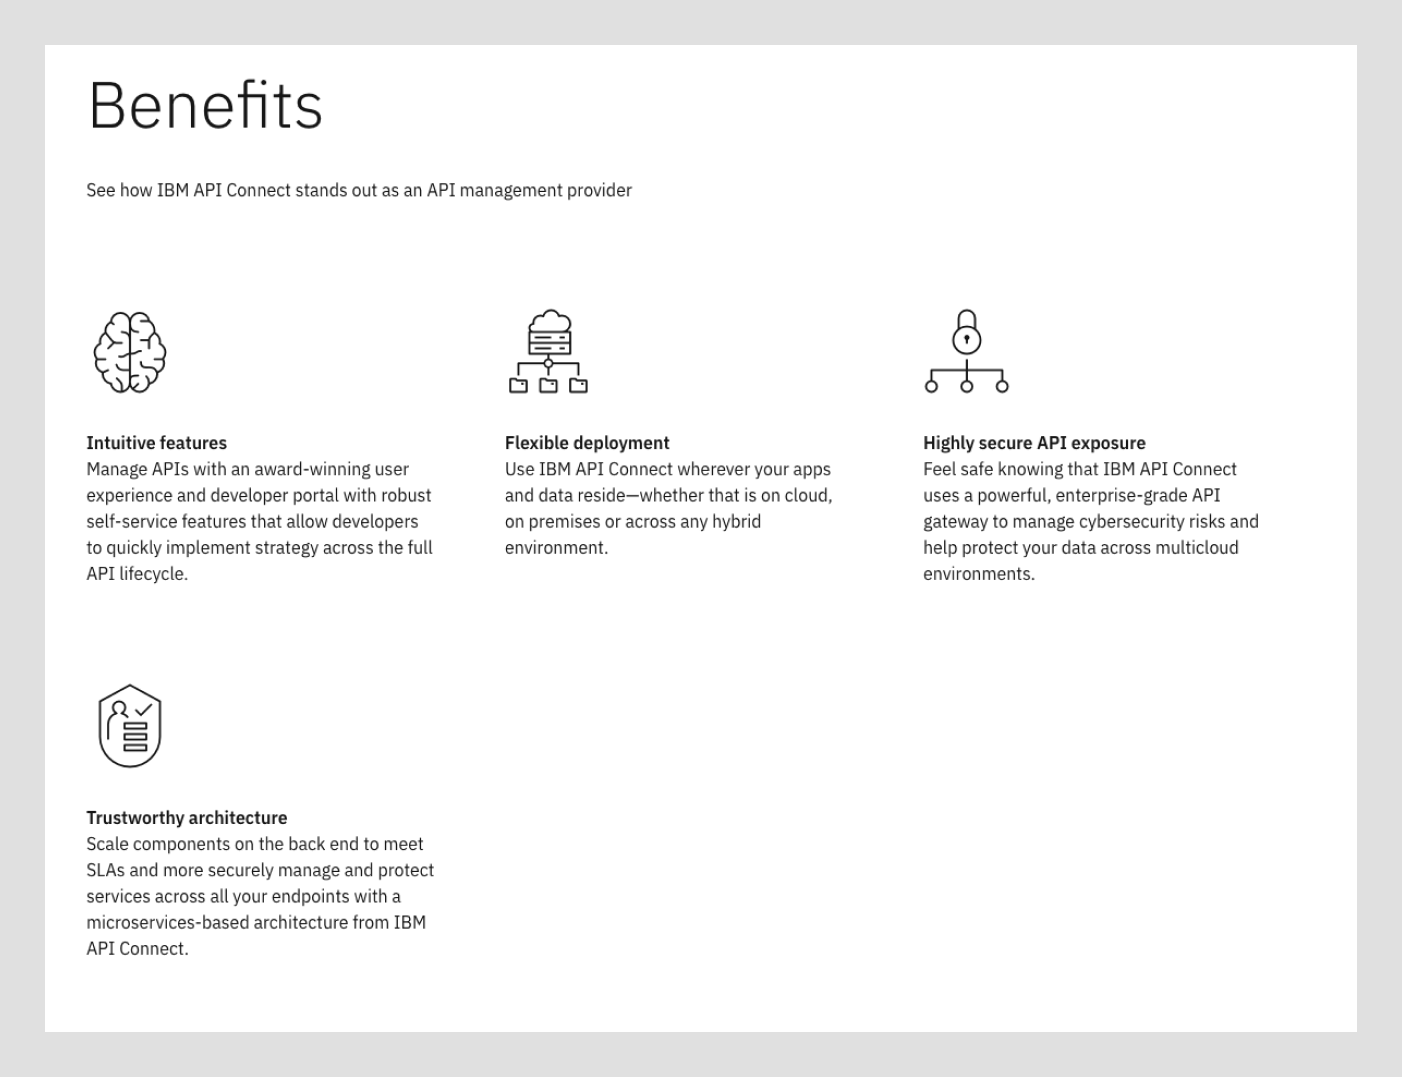 Benefits
See how IBM API Connect stands out as an API management provider
Intuitive features
Manage APIs with an award-winning user
experience and developer portal with robust
self-service features that allow developers
to quickly implement strategy across the full
API lifecycle.
Flexible deployment
Use IBM API Connect wherever your apps
and data reside—whether that is on cloud,
on premises or across any hybrid
environment.
Highly secure API exposure
Feel safe knowing that IBM API Connect
uses a powerful, enterprise-grade API
gateway to manage cybersecurity risks and
help protect your data across multicloud
environments.
Trustworthy architecture
Scale components on the back end to meet
SLAs and more securely manage and protect
services across all your endpoints with a
microservices-based architecture from IBM
API Connect.